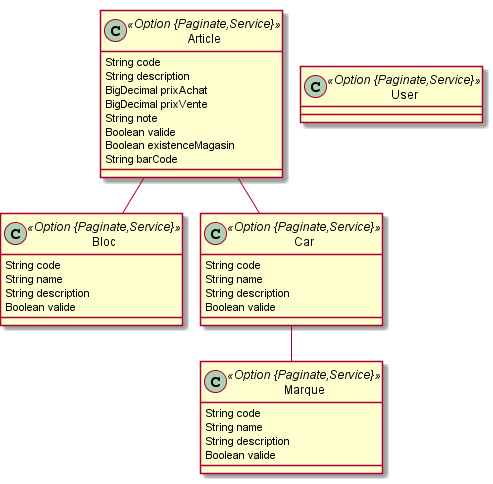 C «Option {Paginate,Service}»
Article
String code
String description
BigDecimal prixAchat
BigDecimal prixVente
String note
Boolean valide
Boolean existenceMagasin
String barCode
C «Option {Paginate,Service}»
User
C «Option {Paginate,Service}»
Bloc
String code
String name
String description
Boolean valide
C «Option {Paginate,Service}»
Car
String code
String name
String description
Boolean valide
C «Option {Paginate,Service}»
Marque
String code
String name
String description
Boolean valide